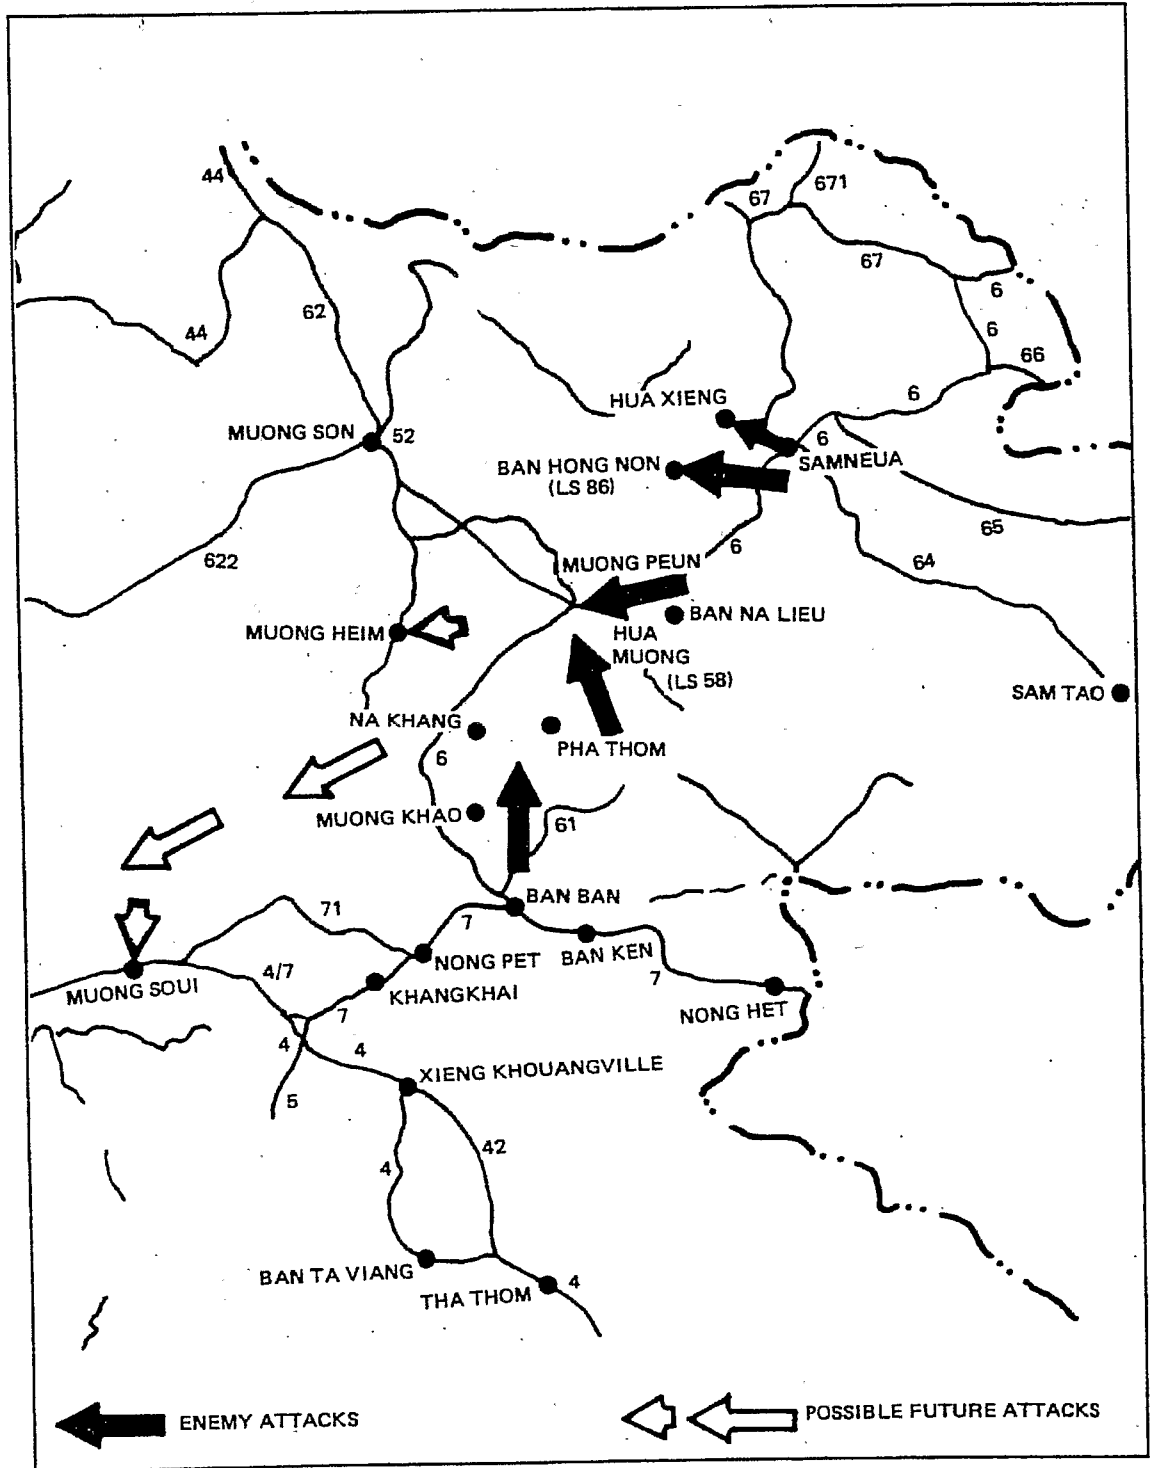 44
67
671
67
6
62
44
6
66
6
HUA XIENG
MUONG SON
52
6
SAMNEUA
BAN HONG NON
(LS 86)
65
6
622
MUONG PEUN
64
BAN NA LIEU
MUONG HEIM
HUA
MUONG
(LS 58)
SAM TAO
NA KHANG
PHA THOM
6
MUONG KHAO
61
BAN BAN
71
7
NONG PET
BAN KEN
4/7
MUONG SOUI
KHANGKHAI
7
NONG HET
7
4
4
XIENG KHOUANGVILLE
5
42
4
BAN TA VIANG
THA THOM
4
ENEMY ATTACKS
POSSIBLE FUTURE ATTACKS